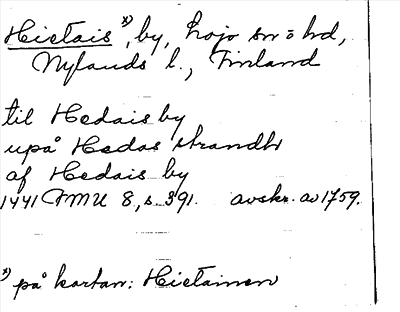 Hietais x), by, Lojo sn o hd,
Nylands l., Finland
til Hedais by
upå Hedas strandh
af Hedais by
1441 FMU 8, s. 391. avskr. av 1759.
x) på kartan: Hietainen